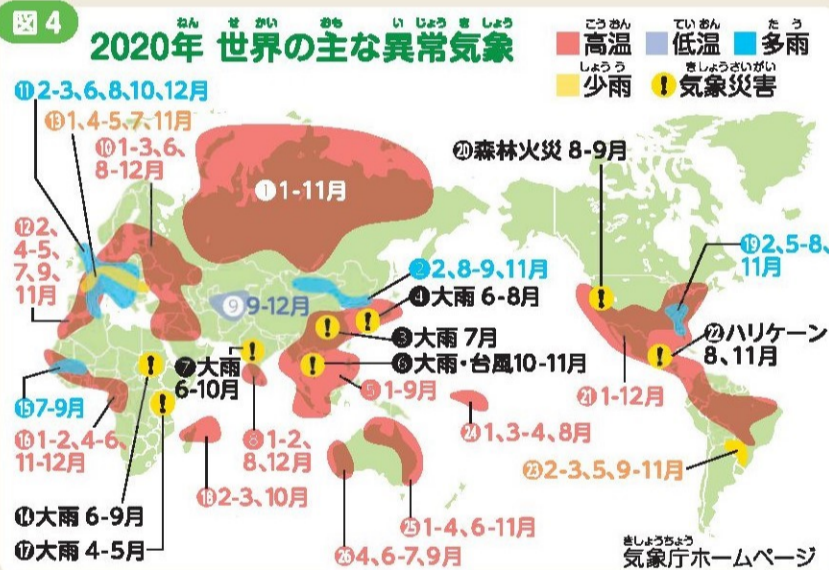 図4
ねん せ かい おも い じょう き しょう
2020年 世界の主な異常気象
こうおん ていおん た う
高温 低温 多雨
しょう う きしょうさいがい
少雨 ! 気象災害
⑪2-3、6、8、10、12月
⑬1、4-5、7、11月
⑩1-3、6、
8-12月
①1-11月
⑳森林火災 8-9月
⑫2、
4-5、
7、9、
11月
②2、8-9、11月
⑲2、5-8、
11月
⑨9-12月
④大雨 6-8月
③大雨 7月
㉒ハリケーン
8、11月
⑦大雨
6-10月
⑥大雨・台風10-11月
⑤1-9月
㉑1-12月
⑮7-9月
⑯1-2、4-6、
11-12月
⑧1-2、
8、12月
㉔1、3-4、8月
⑱2-3、10月
㉓2-3、5、9-11月
⑭大雨 6-9月
⑰大雨 4-5月
㉕1-4、6-11月
㉖4、6-7、9月
きしょうちょう
気象庁ホームページ